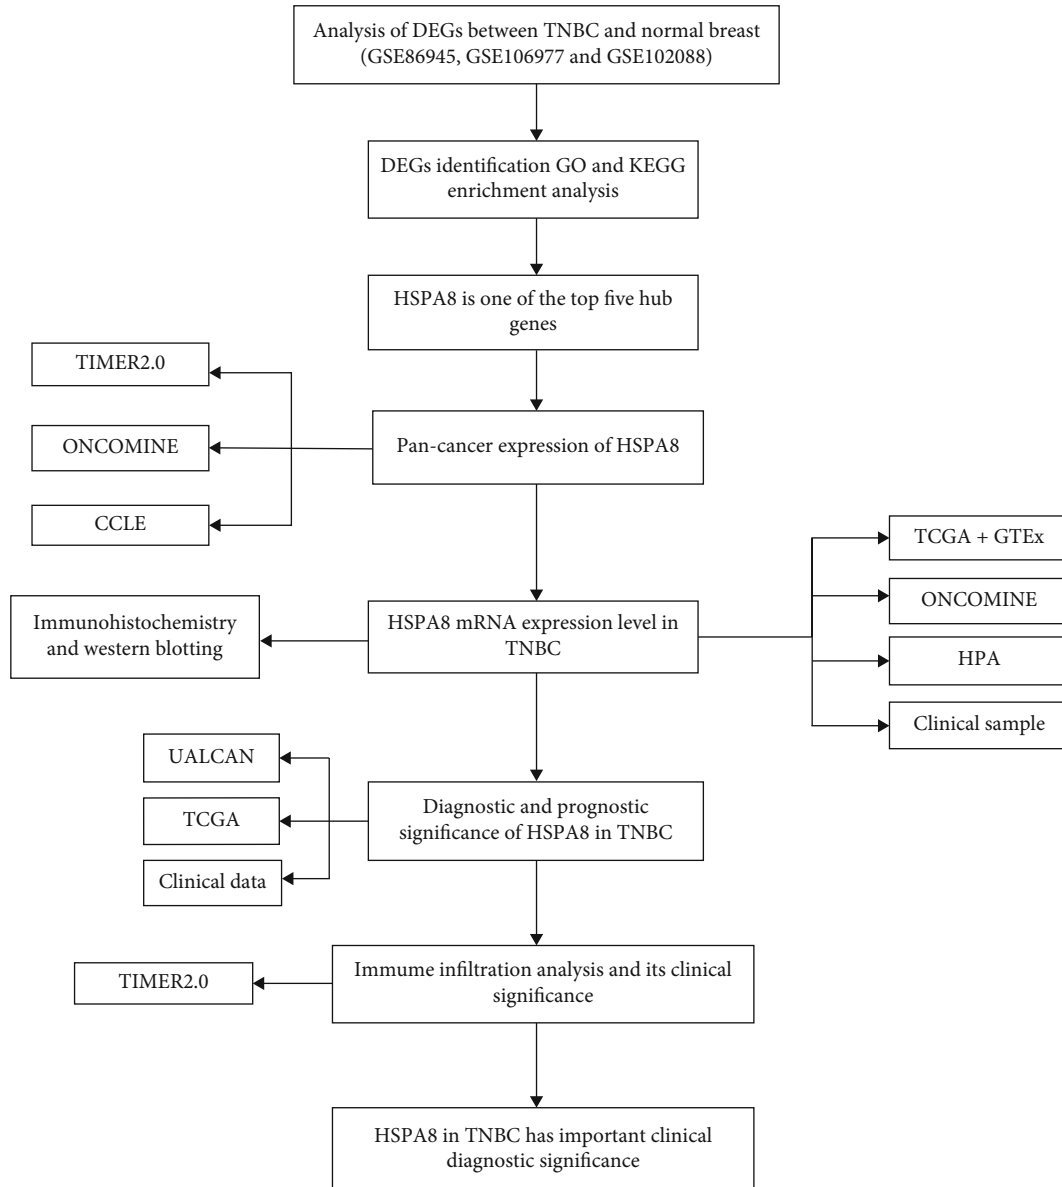 Analysis of DEGs between TNBC and normal breast
(GSE86945, GSE106977 and GSE102088)
DEGs identification GO and KEGG
enrichment analysis
HSPA8 is one of the top five hub
genes
TIMER2.0
ONCOMINE
CCLE
Pan-cancer expression of HSPA8
TCGA + GTEx
ONCOMINE
HPA
Clinical sample
Immunohistochemistry
and western blotting
HSPA8 mRNA expression level in
TNBC
UALCAN
TCGA
Clinical data
Diagnostic and prognostic
significance of HSPA8 in TNBC
TIMER2.0
Immume infiltration analysis and its clinical
significance
HSPA8 in TNBC has important clinical
diagnostic significance